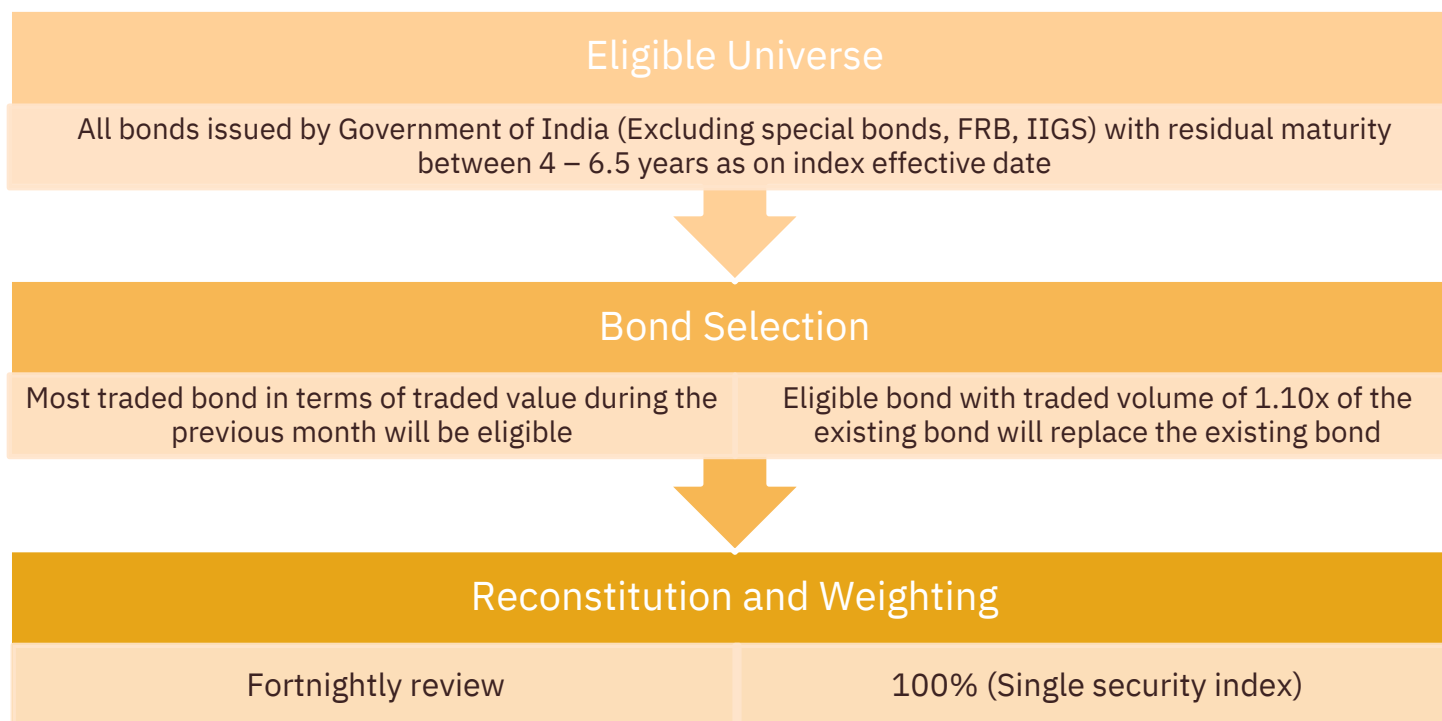 Eligible Universe
All bonds issued by Government of India (Excluding special bonds, FRB, IIGS) with residual maturity
between 4 – 6.5 years as on index effective date
Bond Selection
Most traded bond in terms of traded value during the
previous month will be eligible
Eligible bond with traded volume of 1.10x of the
existing bond will replace the existing bond
Reconstitution and Weighting
Fortnightly review
100% (Single security index)